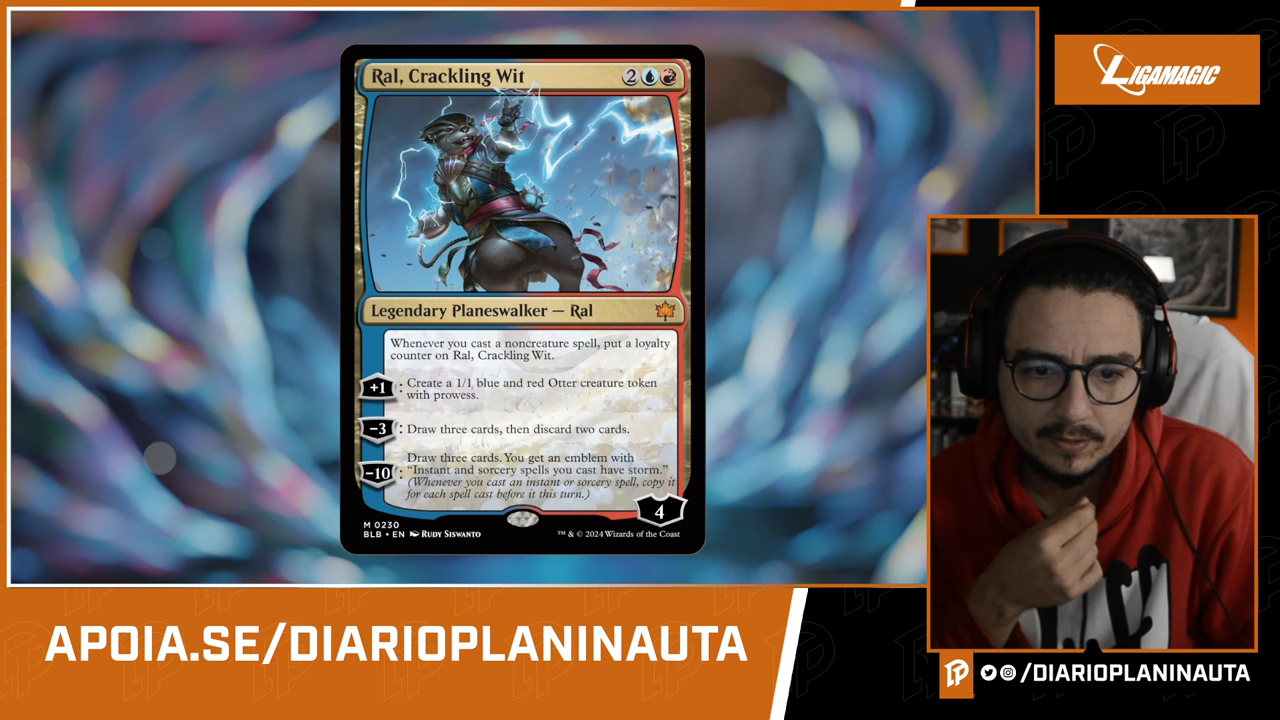 Ral, Crackling Wit
2
Legendary Planeswalker — Ral
Whenever you cast a noncreature spell, put a loyalty
counter on Ral, Crackling Wit.
+1: Create a 1/1 blue and red Otter creature token
with prowess.
−3: Draw three cards, then discard two cards.
Draw three cards. You get an emblem with
−10: “Instant and sorcery spells you cast have storm.”
(Whenever you cast an instant or sorcery spell, copy it
for each spell cast before it this turn.)
4
M 0230
BLB • EN Rudy Siswanto
™ & © 2024 Wizards of the Coast
LIGAMAGIC
APOIA.SE/DIARIOPLANINAUTA
/DIARIOPLANINAUTA